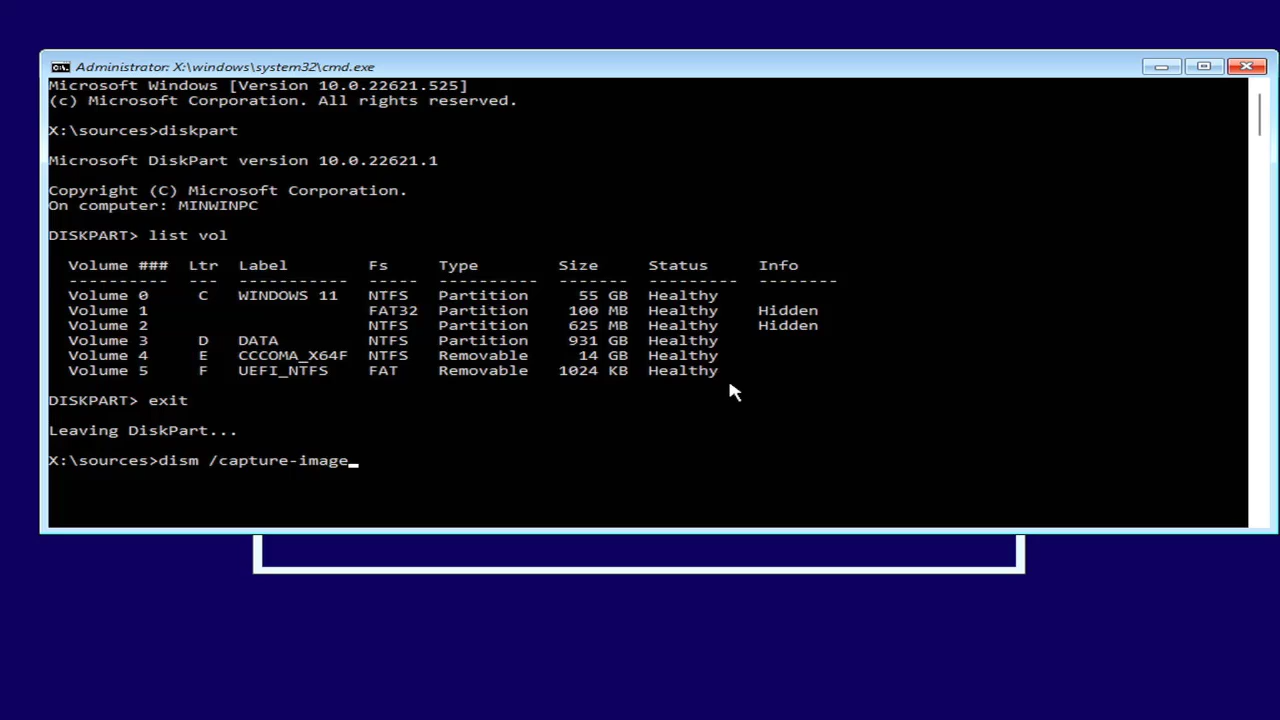 Administrator: X:\windows\system32\cmd.exe
Microsoft Windows [Version 10.0.22621.525]
(c) Microsoft Corporation. All rights reserved.
X:\sources>diskpart
Microsoft DiskPart version 10.0.22621.1
Copyright (C) Microsoft Corporation.
On computer: MINWINPC
DISKPART> list vol
  Volume ###  Ltr  Label        Fs     Type        Size     Status     Info
  ----------  ---  -----------  -----  ----------  -------  ---------  --------
  Volume 0     C   WINDOWS 11   NTFS   Partition     55 GB  Healthy
  Volume 1                      FAT32  Partition    100 MB  Healthy    Hidden
  Volume 2                      NTFS   Partition    625 MB  Healthy    Hidden
  Volume 3     D   DATA         NTFS   Partition    931 GB  Healthy
  Volume 4     E   CCCOMA_X64F  NTFS   Removable     14 GB  Healthy
  Volume 5     F   UEFI_NTFS    FAT    Removable   1024 KB  Healthy
DISKPART> exit
Leaving DiskPart...
X:\sources>dism /capture-image